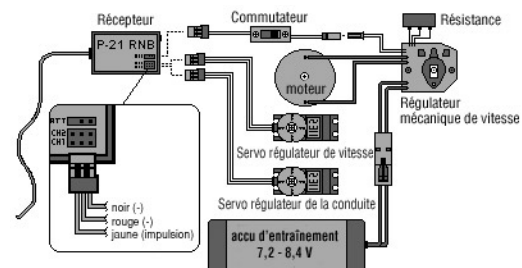 Récepteur
Commutateur
Résistance
P-21 RNB
moteur
Régulateur
mécanique de vitesse
ATT
CH2
CH1
Servo régulateur de vitesse
noir (-)
rouge (-)
jaune (impulsion)
Servo régulateur de la conduite
accu d'entraînement
7,2 - 8,4 V